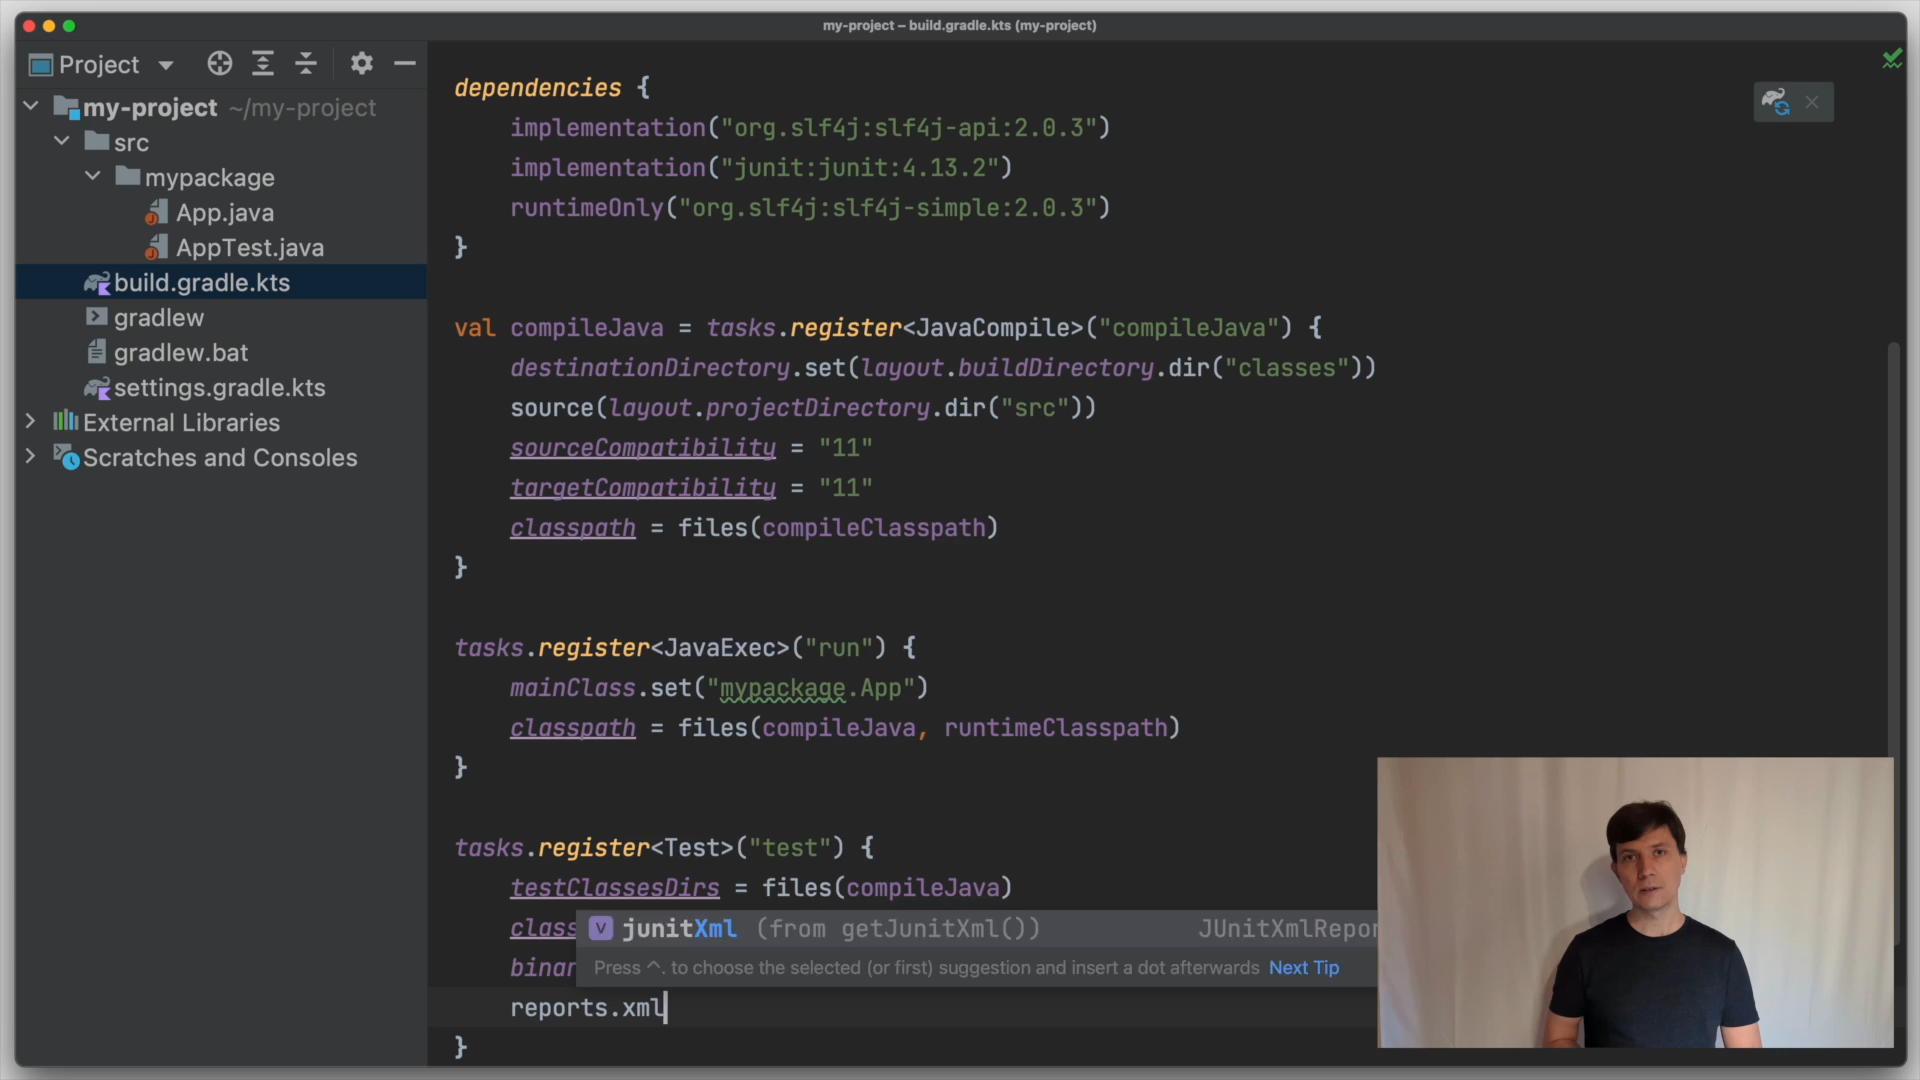 my-project – build.gradle.kts (my-project)
Project
my-project ~/my-project
src
mypackage
App.java
AppTest.java
build.gradle.kts
gradlew
gradlew.bat
settings.gradle.kts
External Libraries
Scratches and Consoles
dependencies {
implementation("org.slf4j:slf4j-api:2.0.3")
implementation("junit:junit:4.13.2")
runtimeOnly("org.slf4j:slf4j-simple:2.0.3")
}
val compileJava = tasks.register<JavaCompile>("compileJava") {
destinationDirectory.set(layout.buildDirectory.dir("classes"))
source(layout.projectDirectory.dir("src"))
sourceCompatibility = "11"
targetCompatibility = "11"
classpath = files(compileClasspath)
}
tasks.register<JavaExec>("run") {
mainClass.set("mypackage.App")
classpath = files(compileJava, runtimeClasspath)
}
tasks.register<Test>("test") {
testClassesDirs = files(compileJava)
class
V junitXml (from getJunitXml()) JUnitXmlRepor
binar
Press ^. to choose the selected (or first) suggestion and insert a dot afterwards Next Tip
reports.xml
}